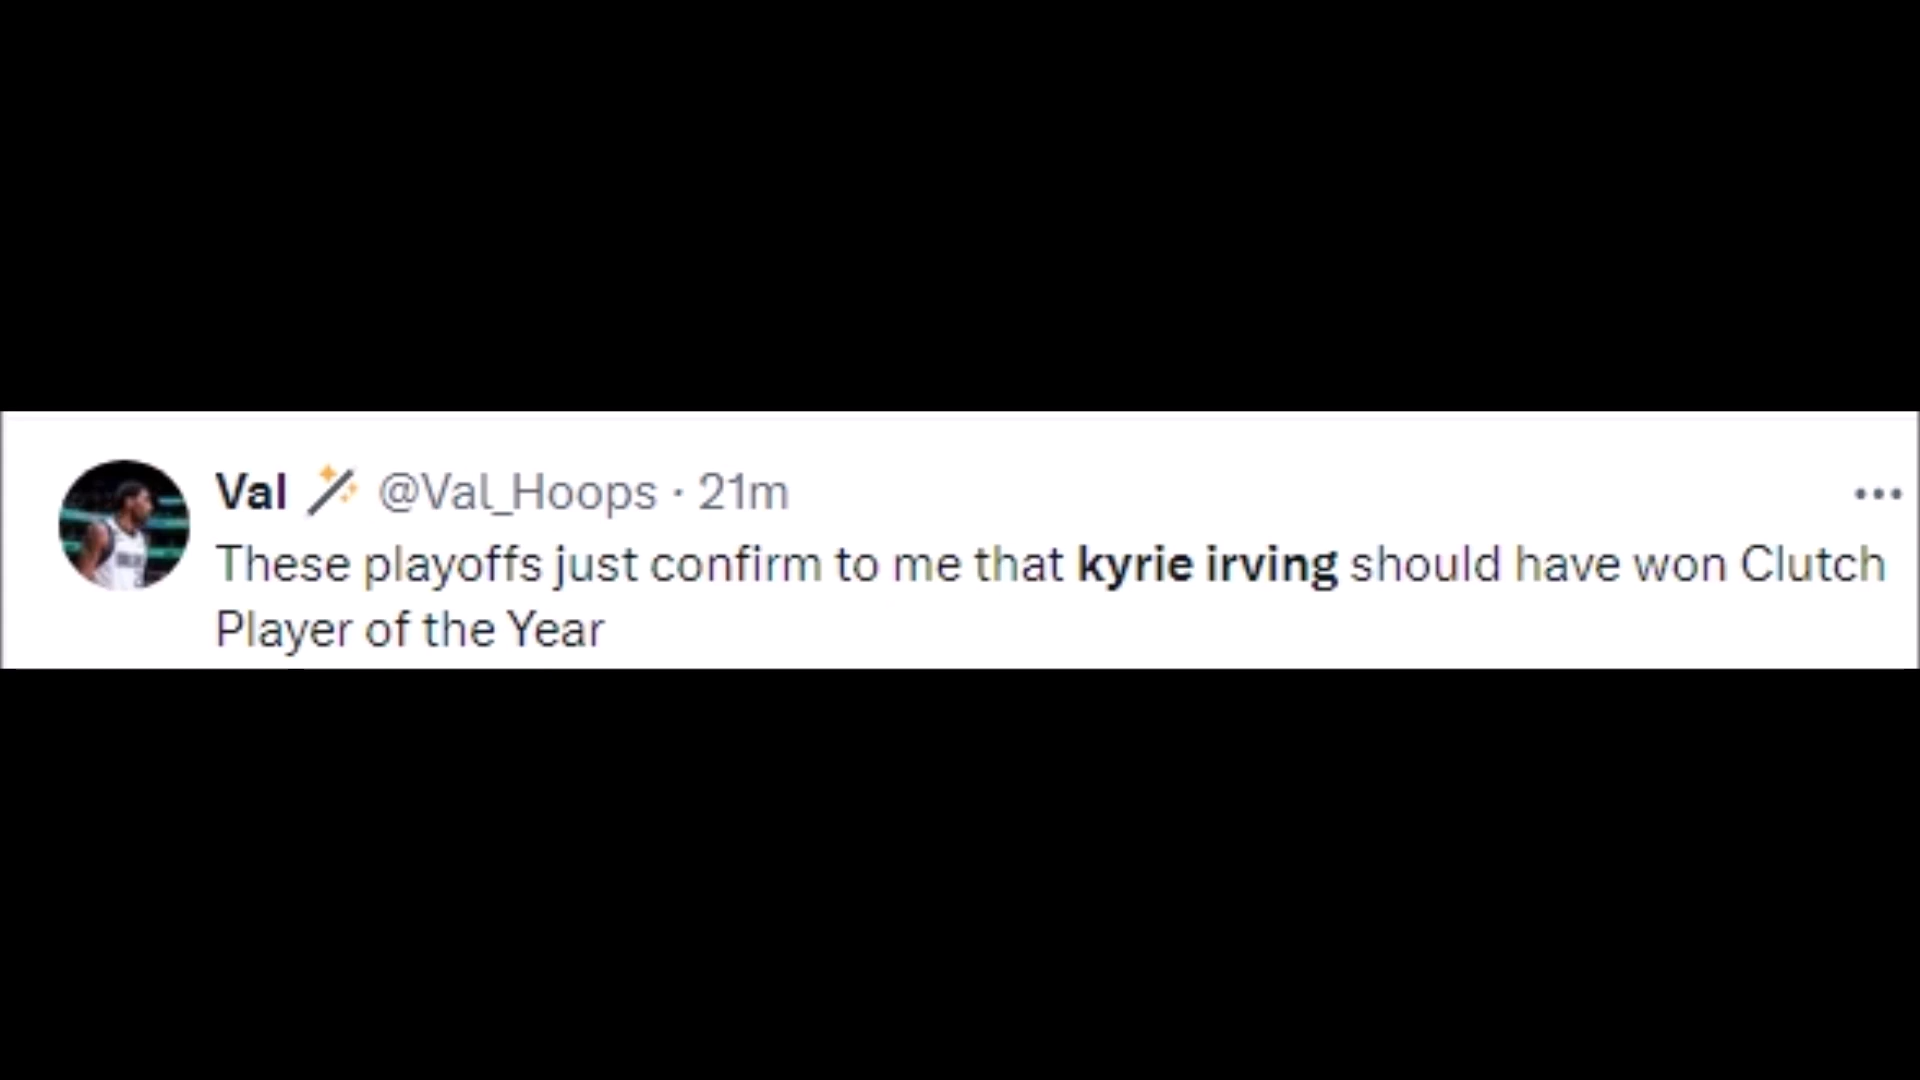 Val @Val_Hoops · 21m
These playoffs just confirm to me that kyrie irving should have won Clutch
Player of the Year